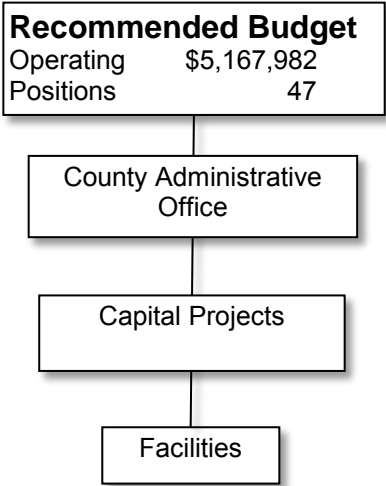 Recommended Budget
Operating $5,167,982
Positions 47
County Administrative
Office
Capital Projects
Facilities